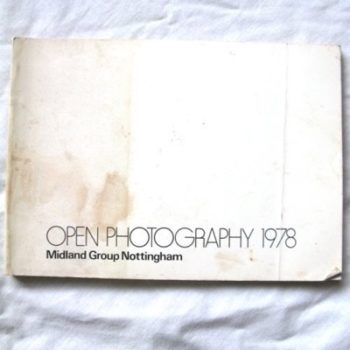 OPEN PHOTOGRAPHY 1978
Midland Group Nottingham